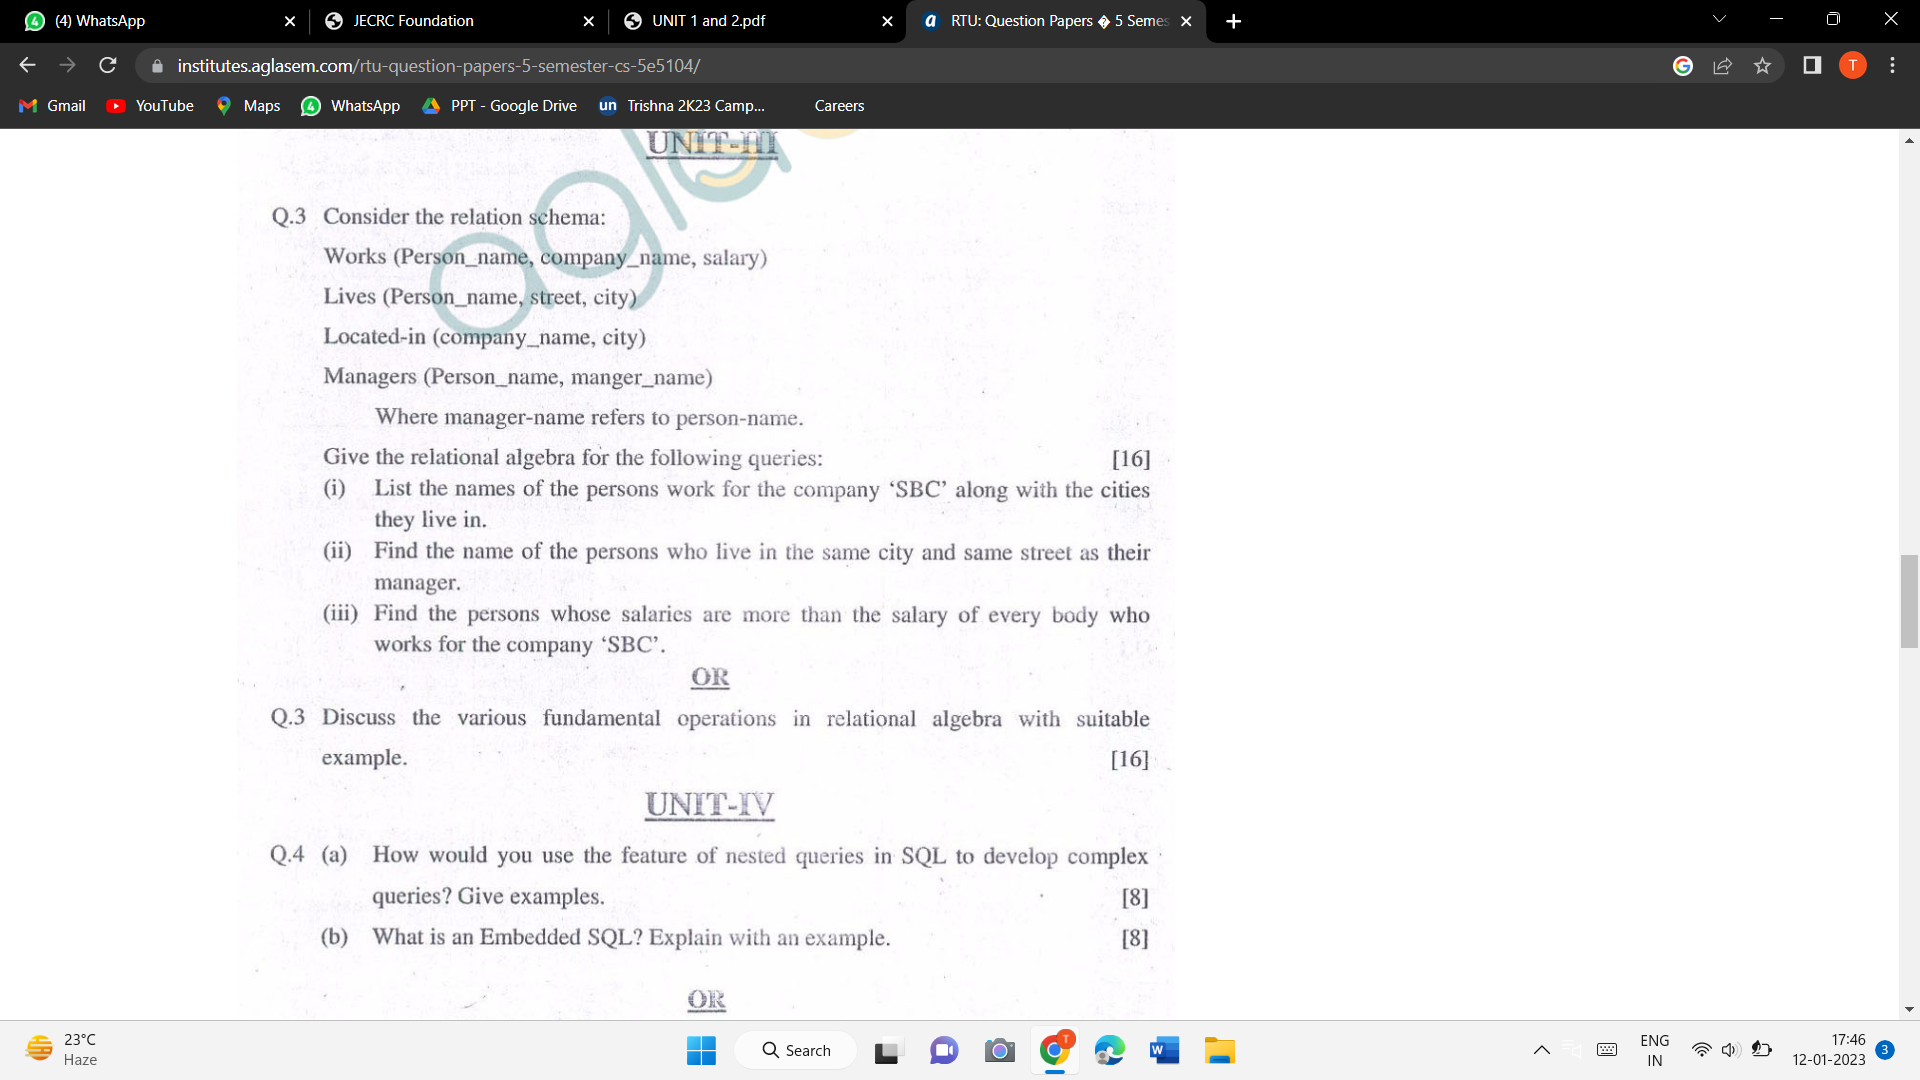 (4) WhatsApp
JECRC Foundation
UNIT 1 and 2.pdf
RTU: Question Papers � 5 Semes
institutes.aglasem.com/rtu-question-papers-5-semester-cs-5e5104/
T
Gmail
YouTube
Maps
WhatsApp
PPT - Google Drive
un Trishna 2K23 Camp...
Careers
UNIT-III
Q.3 Consider the relation schema:
Works (Person_name, company_name, salary)
Lives (Person_name, street, city)
Located-in (company_name, city)
Managers (Person_name, manger_name)
Where manager-name refers to person-name.
Give the relational algebra for the following queries: [16]
(i) List the names of the persons work for the company ‘SBC’ along with the cities
they live in.
(ii) Find the name of the persons who live in the same city and same street as their
manager.
(iii) Find the persons whose salaries are more than the salary of every body who
works for the company ‘SBC’.
OR
Q.3 Discuss the various fundamental operations in relational algebra with suitable
example. [16]
UNIT-IV
Q.4 (a) How would you use the feature of nested queries in SQL to develop complex
queries? Give examples. [8]
(b) What is an Embedded SQL? Explain with an example. [8]
OR
23°C
Haze
Search
T
ENG
IN
17:46
12-01-2023
3